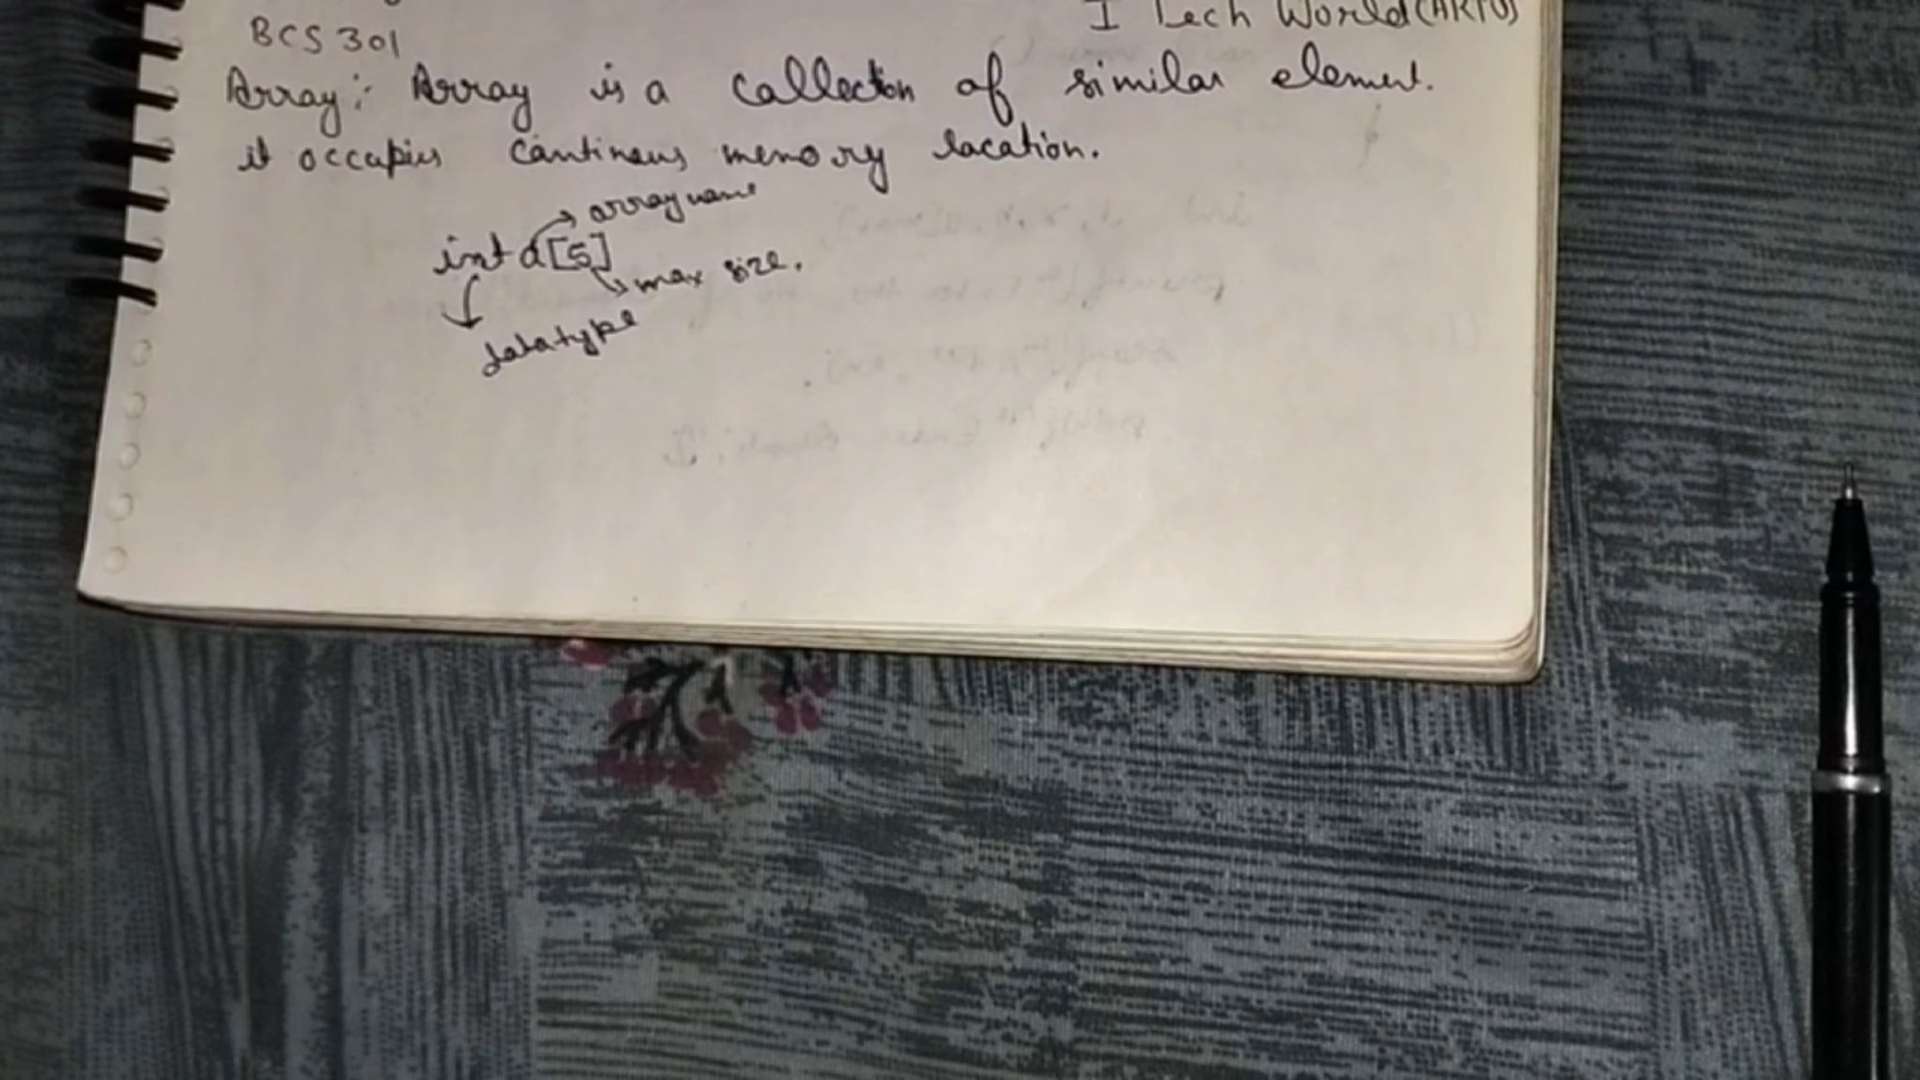 I Tech World (AKTU)
BCS 301
Array :- Array is a collection of similar element.
it occupies continous memory location.
array name
int a[5]
max size.
datatype